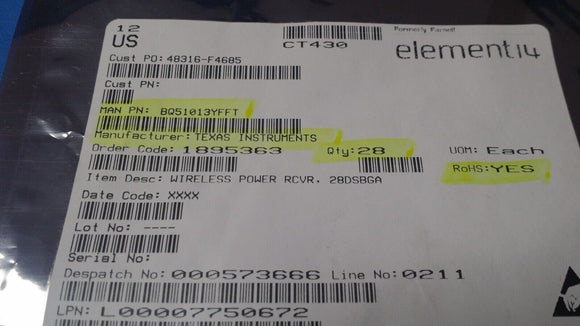 12
US
CT430
Formerly Farnell
element14
Cust PO: 48316-F4685
Cust PN:
MAN PN: BQ51013YFFT
Manufacturer: TEXAS INSTRUMENTS
Order Code: 1895363 Qty: 28 UOM: Each
RoHS: YES
Item Desc: WIRELESS POWER RCVR, 28DSBGA
Date Code: XXXX
Lot No: ----
Serial No:
Despatch No: 000573666 Line No: 0211
LPN: L00007750672